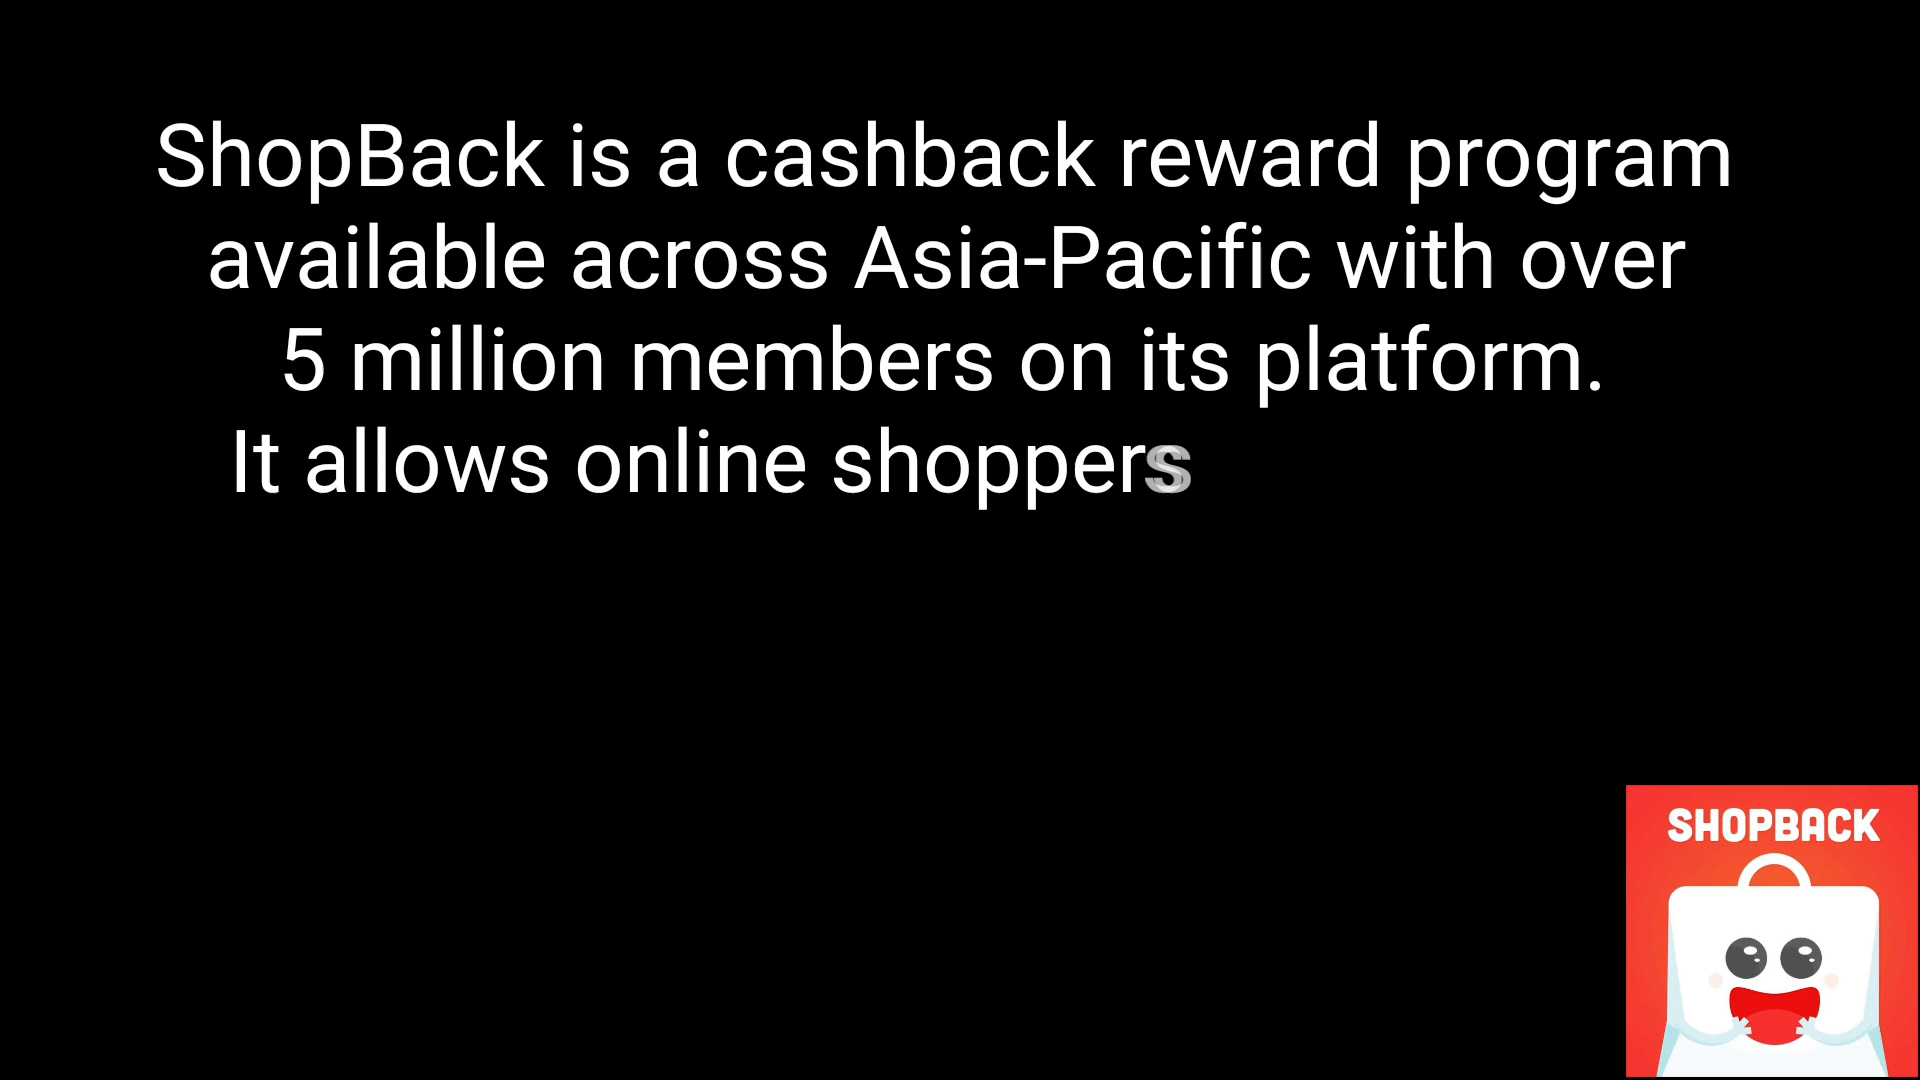 ShopBack is a cashback reward program
available across Asia-Pacific with over
5 million members on its platform.
It allows online shoppers
SHOPBACK